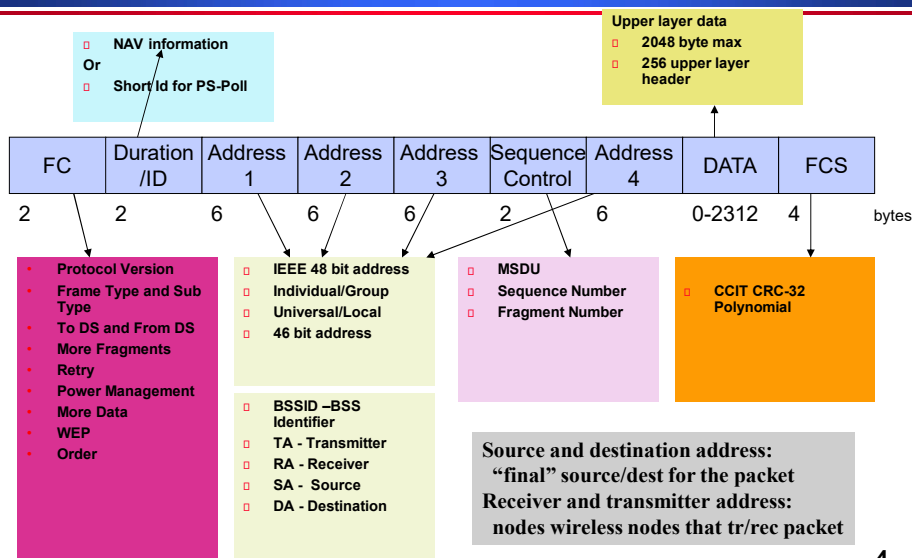 NAV information
Or
Short Id for PS-Poll
Upper layer data
2048 byte max
256 upper layer
header
FC
Duration
/ID
Address
1
Address
2
Address
3
Sequence
Control
Address
4
DATA
FCS
2 2 6 6 6 2 6 0-2312 4 bytes
Protocol Version
Frame Type and Sub
Type
To DS and From DS
More Fragments
Retry
Power Management
More Data
WEP
Order
IEEE 48 bit address
Individual/Group
Universal/Local
46 bit address
BSSID –BSS
Identifier
TA - Transmitter
RA - Receiver
SA - Source
DA - Destination
MSDU
Sequence Number
Fragment Number
CCIT CRC-32
Polynomial
Source and destination address:
“final” source/dest for the packet
Receiver and transmitter address:
nodes wireless nodes that tr/rec packet